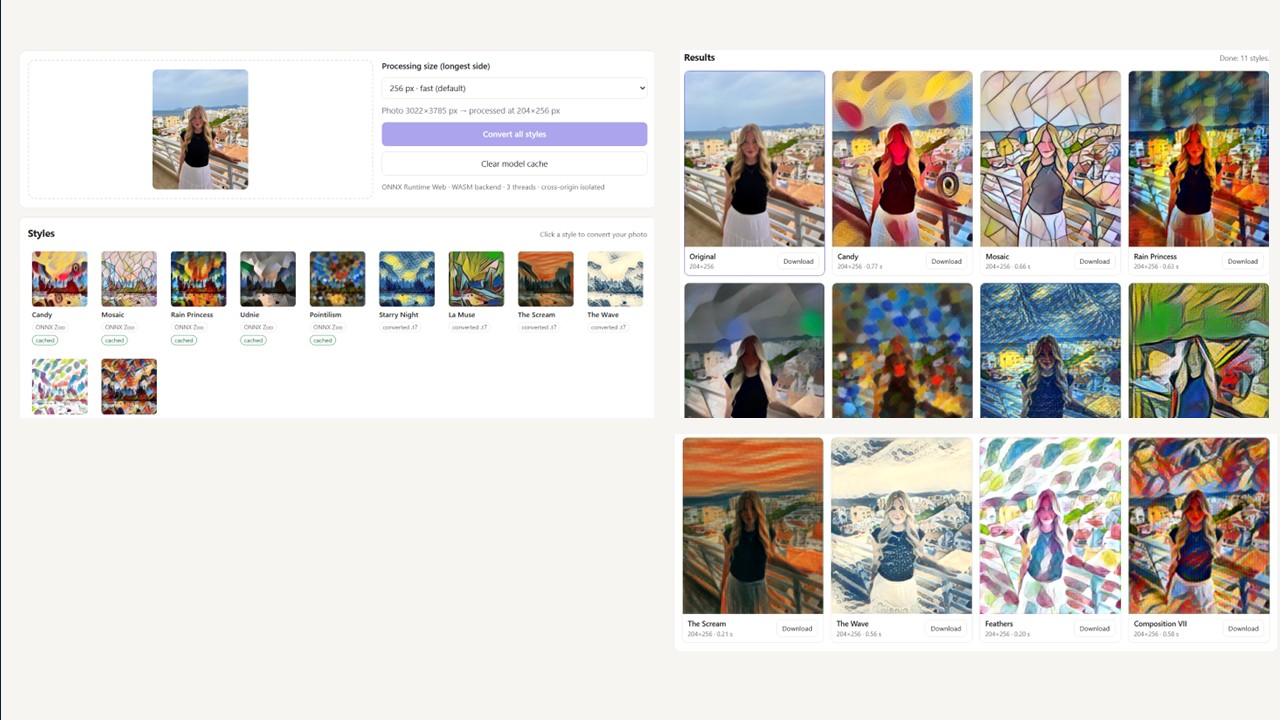 Processing size (longest side)
256 px · fast (default)
Photo 3022×3785 px → processed at 204×256 px
Convert all styles
Clear model cache
ONNX Runtime Web · WASM backend · 3 threads · cross-origin isolated
Styles
Click a style to convert your photo
Candy Mosaic Rain Princess Udnie Pointilism Starry Night La Muse The Scream The Wave
ONNX Zoo ONNX Zoo ONNX Zoo ONNX Zoo ONNX Zoo converted .t7 converted .t7 converted .t7 converted .t7
cached cached cached cached cached
Results
Done: 11 styles.
Original Download Candy Download Mosaic Download Rain Princess Download
204×256 204×256 · 0.77 s 204×256 · 0.66 s 204×256 · 0.63 s
The Scream Download The Wave Download Feathers Download Composition VII Download
204×256 · 0.21 s 204×256 · 0.56 s 204×256 · 0.20 s 204×256 · 0.58 s